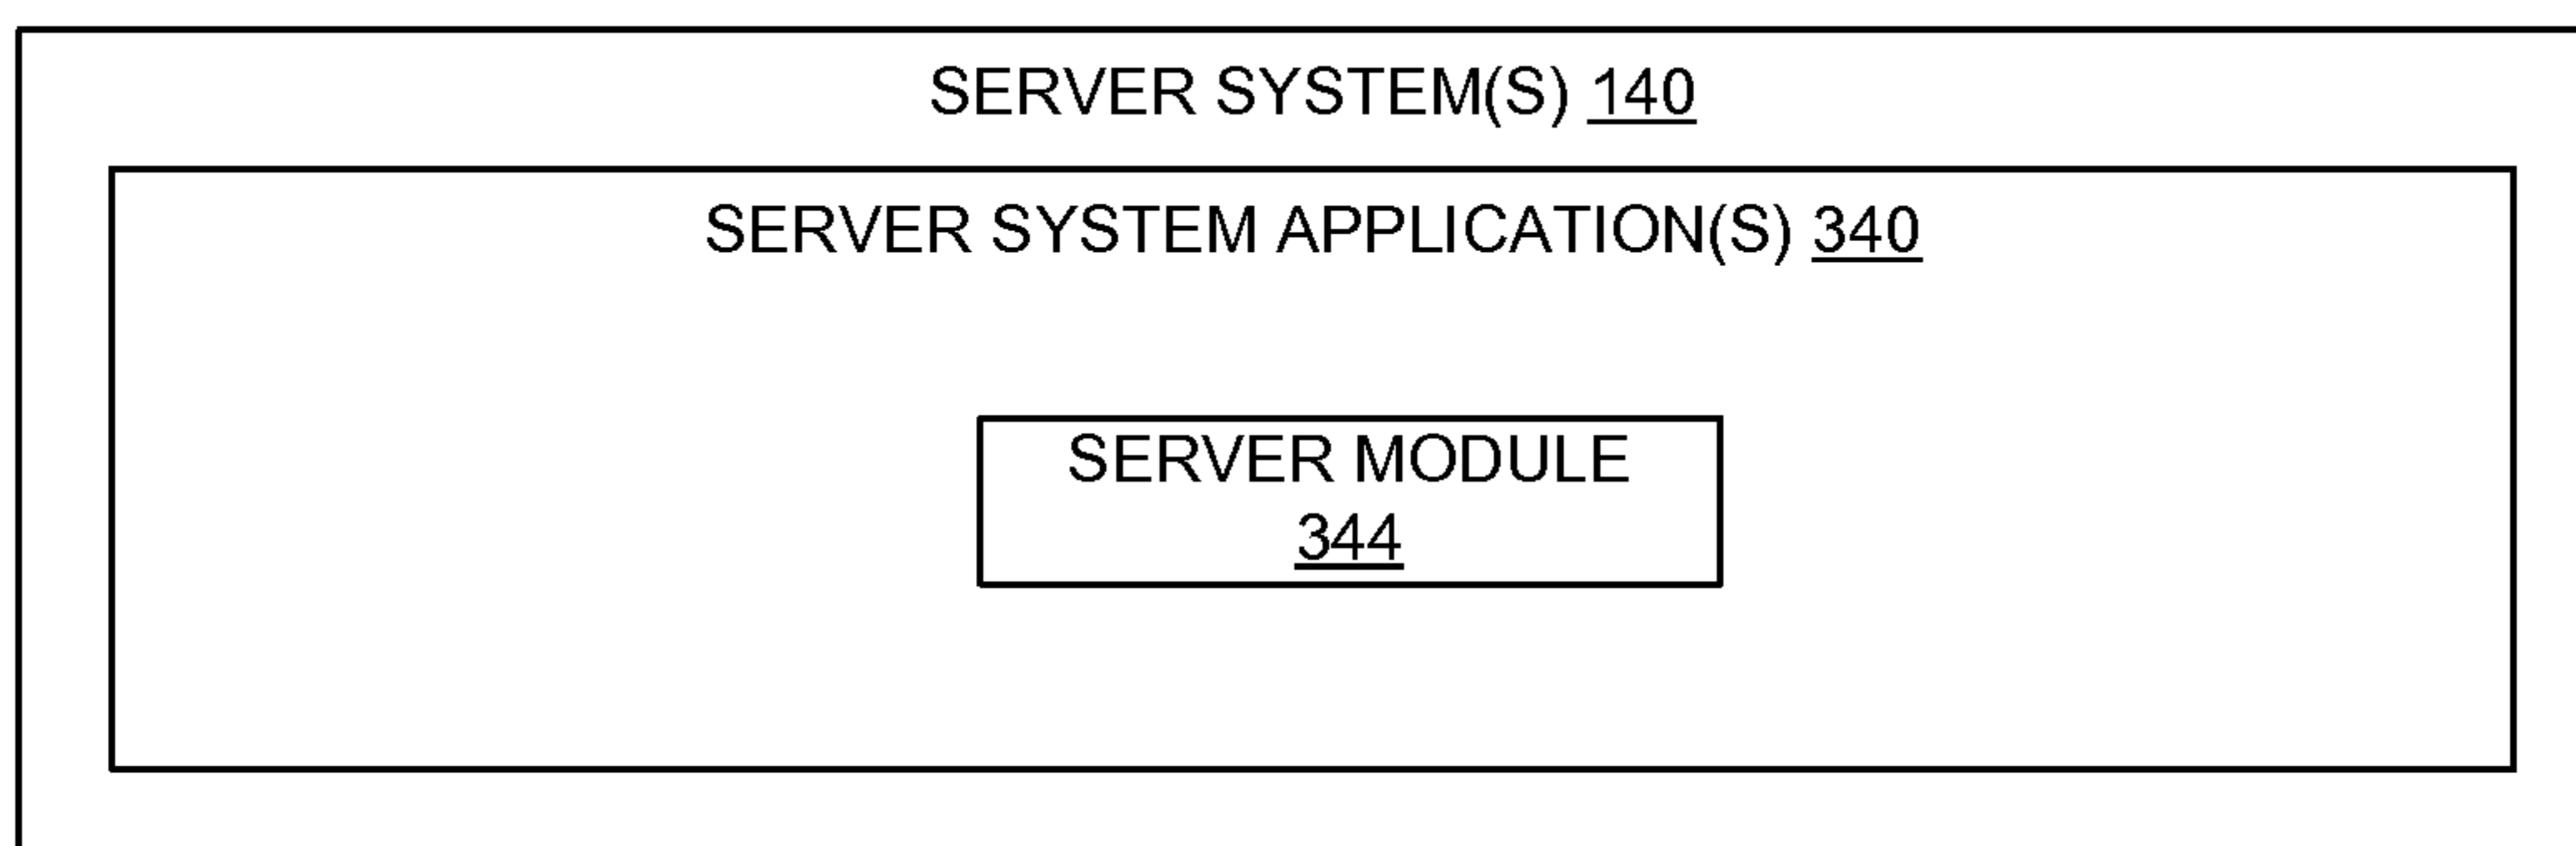 SERVER SYSTEM(S) 140
SERVER SYSTEM APPLICATION(S) 340
SERVER MODULE
344